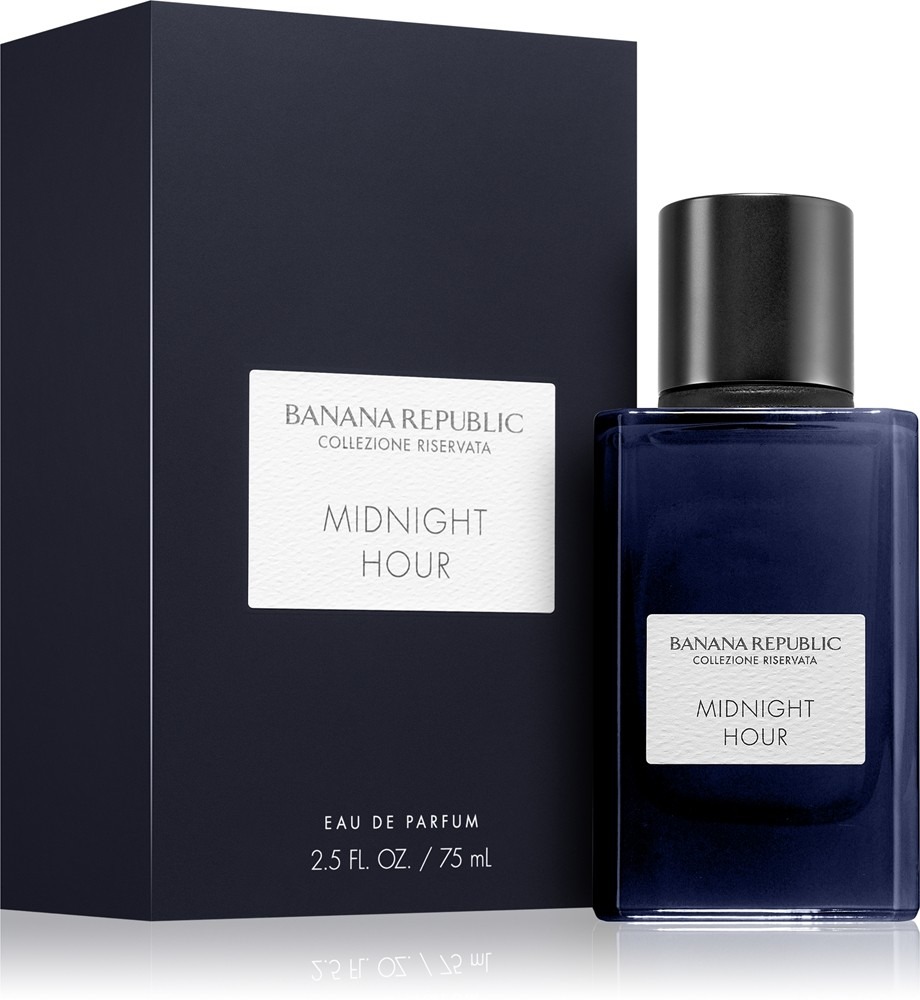 BANANA REPUBLIC
COLLEZIONE RISERVATA
MIDNIGHT
HOUR
EAU DE PARFUM
2.5 FL. OZ. / 75 mL
BANANA REPUBLIC
COLLEZIONE RISERVATA
MIDNIGHT
HOUR